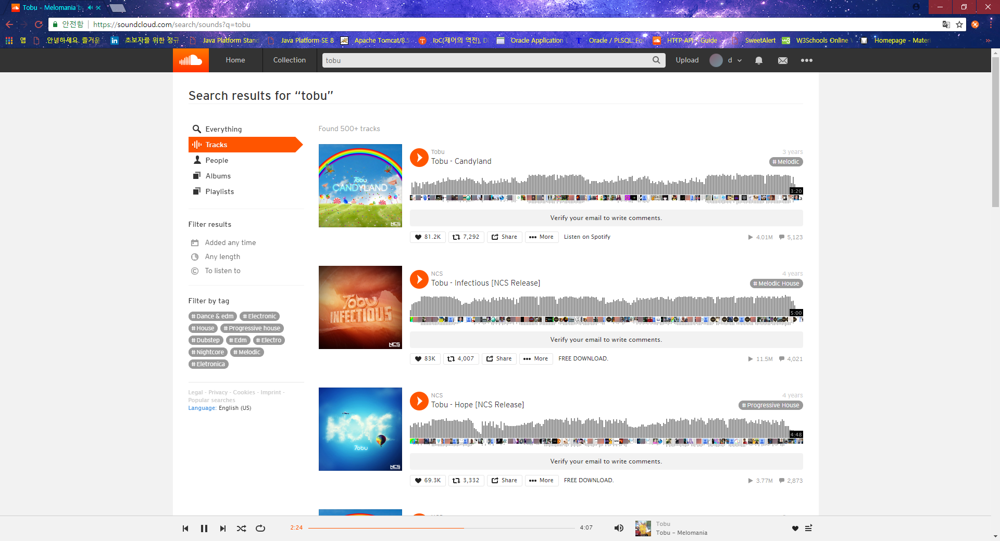 Tobu - Melomania b
안전함 https://soundcloud.com/search/sounds?q=tobu
앱 안녕하세요. 즐거운 초보자를 위한 정규 Java Platform Stand Java Platform SE 8 Apache Tomcat/8.5 IoC(제어의 역전), D Oracle Application Oracle / PLSQL: HTTP API - Guide SweetAlert W3Schools Online Homepage - Mater
Home Collection tobu Upload d
Search results for “tobu”
Everything
Tracks
People
Albums
Playlists
Filter results
Added any time
Any length
To listen to
Filter by tag
# Dance & edm # Electronic
# House # Progressive house
# Dubstep # Edm # Electro
# Nightcore # Melodic
# Eletronica
Legal - Privacy - Cookies - Imprint -
Popular searches
Language: English (US)
Found 500+ tracks
Tobu CANDYLAND NCS
Tobu 3 years
Tobu - Candyland # Melodic
3:20
Verify your email to write comments.
81.2K 7,292 Share More Listen on Spotify 4.01M 5,123
Tobu INFECTIOUS NCS
NCS 4 years
Tobu - Infectious [NCS Release] # Melodic House
5:00
Verify your email to write comments.
83K 4,007 Share More FREE DOWNLOAD. 11.5M 4,021
HOPE Tobu NCS
NCS 4 years
Tobu - Hope [NCS Release] # Progressive House
4:48
Verify your email to write comments.
69.3K 3,332 Share More FREE DOWNLOAD. 3.77M 2,873
2:24 4:07
Tobu
Tobu – Melomania